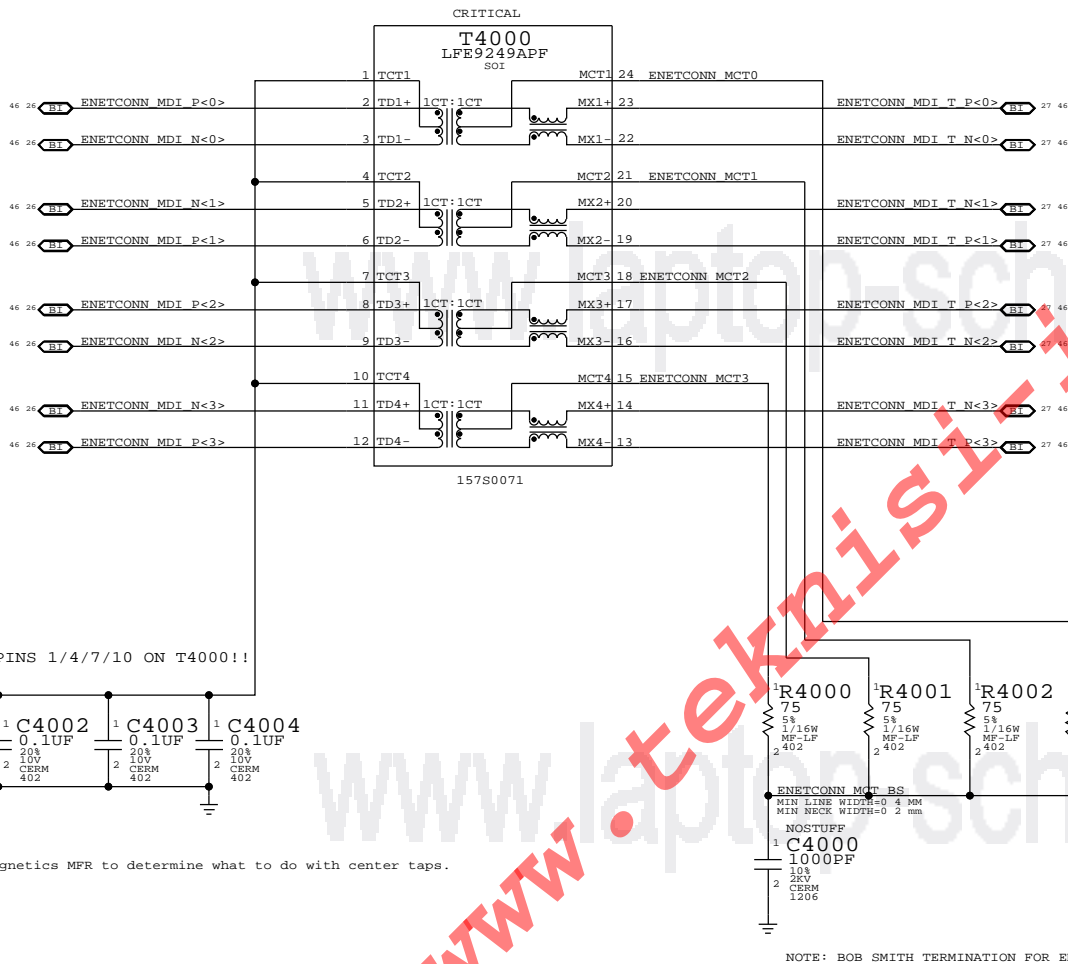 CRITICAL
T4000
LFE9249APF
SOI
1 TCT1 MCT1 24 ENETCONN_MCT0
46 26 BI ENETCONN_MDI_P<0> 2 TD1+ 1CT:1CT MX1+ 23 ENETCONN_MDI_T_P<0> BI 27 46
46 26 BI ENETCONN_MDI_N<0> 3 TD1- MX1- 22 ENETCONN_MDI_T_N<0> BI 27 46
4 TCT2 MCT2 21 ENETCONN_MCT1
46 26 BI ENETCONN_MDI_N<1> 5 TD2+ 1CT:1CT MX2+ 20 ENETCONN_MDI_T_N<1> BI 27 46
46 26 BI ENETCONN_MDI_P<1> 6 TD2- MX2- 19 ENETCONN_MDI_T_P<1> BI 27 46
7 TCT3 MCT3 18 ENETCONN_MCT2
46 26 BI ENETCONN_MDI_P<2> 8 TD3+ 1CT:1CT MX3+ 17 ENETCONN_MDI_T_P<2> BI 27 46
46 26 BI ENETCONN_MDI_N<2> 9 TD3- MX3- 16 ENETCONN_MDI_T_N<2> BI 27 46
10 TCT4 MCT4 15 ENETCONN_MCT3
46 26 BI ENETCONN_MDI_N<3> 11 TD4+ 1CT:1CT MX4+ 14 ENETCONN_MDI_T_N<3> BI 27 46
46 26 BI ENETCONN_MDI_P<3> 12 TD4- MX4- 13 ENETCONN_MDI_T_P<3> BI 27 46
157S0071
www.laptop-sch
PINS 1/4/7/10 ON T4000!!
1 C4002
0.1UF
20%
10V
2 CERM
402
1 C4003
0.1UF
20%
10V
2 CERM
402
1 C4004
0.1UF
20%
10V
2 CERM
402
1 R4000
75
5%
1/16W
MF-LF
2 402
1 R4001
75
5%
1/16W
MF-LF
2 402
1 R4002
75
5%
1/16W
MF-LF
2 402
ENETCONN_MCT_BS
MIN_LINE_WIDTH=0.4 MM
MIN_NECK_WIDTH=0.2 mm
NOSTUFF
1 C4000
1000PF
10%
2KV
2 CERM
1206
www.laptop-sch
www.teknisi-i
gnetics MFR to determine what to do with center taps.
NOTE: BOB SMITH TERMINATION FOR